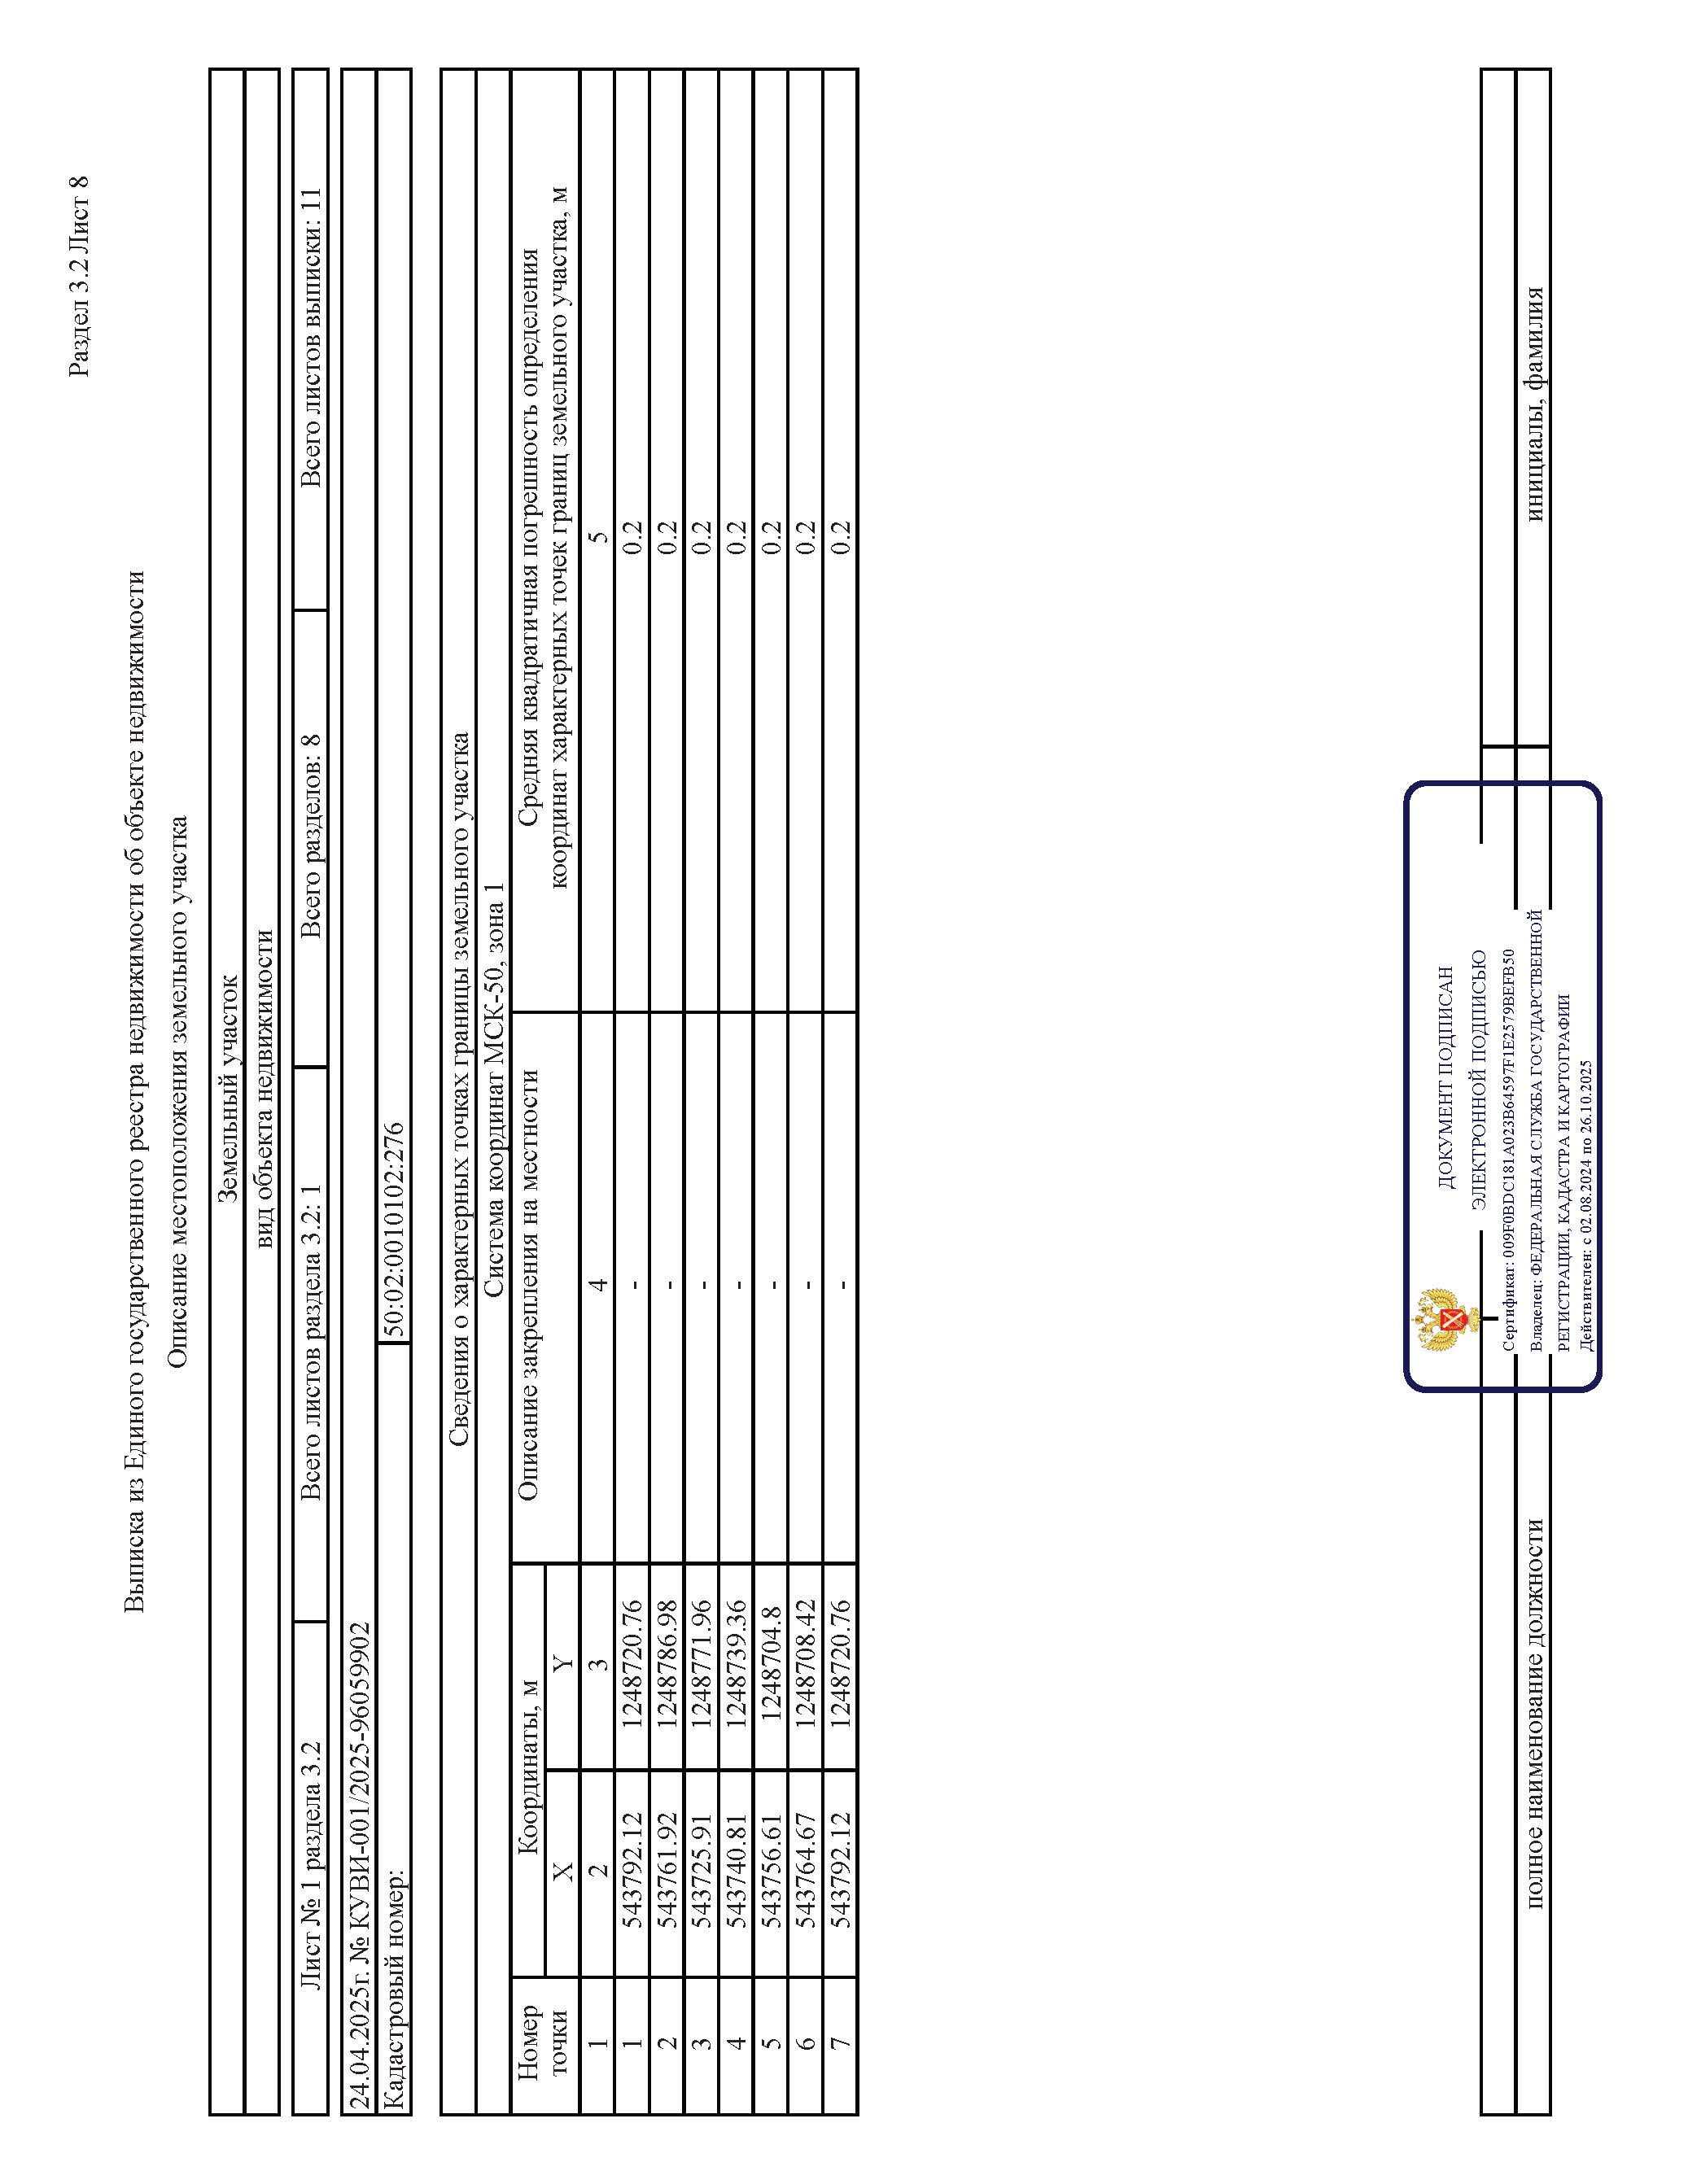 Раздел 3.2 Лист 8
Выписка из Единого государственного реестра недвижимости об объекте недвижимости
Описание местоположения земельного участка
Земельный участок
вид объекта недвижимости
Лист № 1 раздела 3.2 Всего листов раздела 3.2: 1 Всего разделов: 8 Всего листов выписки: 11
24.04.2025г. № КУВИ-001/2025-96059902
Кадастровый номер: 50:02:0010102:276
Сведения о характерных точках границы земельного участка
Система координат МСК-50, зона 1
Номер точки Координаты, м Описание закрепления на местности Средняя квадратичная погрешность определения
координат характерных точек границ земельного участка, м
X Y
1 2 3 4 5
1 543792.12 1248720.76 - 0.2
2 543761.92 1248786.98 - 0.2
3 543725.91 1248771.96 - 0.2
4 543740.81 1248739.36 - 0.2
5 543756.61 1248704.8 - 0.2
6 543764.67 1248708.42 - 0.2
7 543792.12 1248720.76 - 0.2
ДОКУМЕНТ ПОДПИСАН
ЭЛЕКТРОННОЙ ПОДПИСЬЮ
Сертификат: 009F0BDC181A023B64597F1E2579BEFB50
Владелец: ФЕДЕРАЛЬНАЯ СЛУЖБА ГОСУДАРСТВЕННОЙ
РЕГИСТРАЦИИ, КАДАСТРА И КАРТОГРАФИИ
Действителен: с 02.08.2024 по 26.10.2025
полное наименование должности инициалы, фамилия